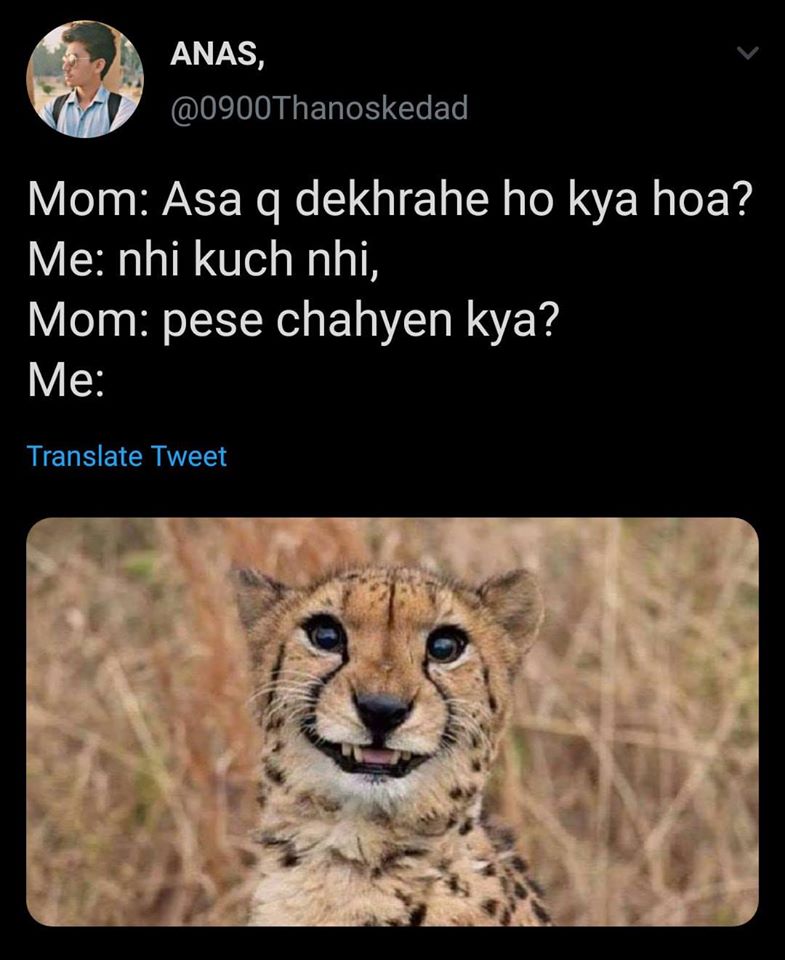 ANAS,
@0900Thanoskedad
Mom: Asa q dekhrahe ho kya hoa?
Me: nhi kuch nhi,
Mom: pese chahyen kya?
Me:
Translate Tweet